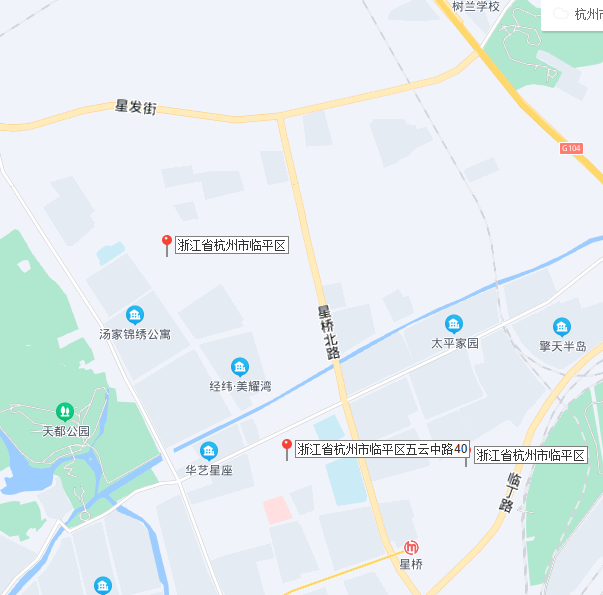 树兰学校
杭州市
星发街
G104
浙江省杭州市临平区
星桥北路
汤家锦绣公寓
太平家园
擎天半岛
经纬·美耀湾
天都公园
浙江省杭州市临平区五云中路40
浙江省杭州市临平区
华艺星座
临丁路
星桥